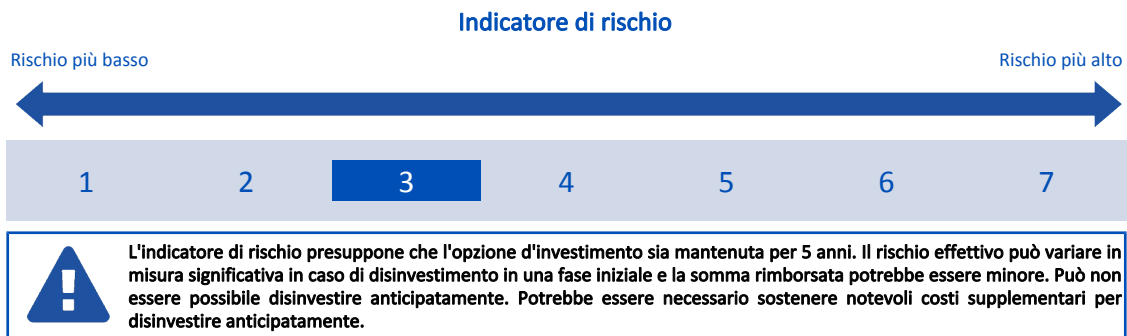 Indicatore di rischio
Rischio più basso
Rischio più alto
1 2 3 4 5 6 7
L'indicatore di rischio presuppone che l'opzione d'investimento sia mantenuta per 5 anni. Il rischio effettivo può variare in
misura significativa in caso di disinvestimento in una fase iniziale e la somma rimborsata potrebbe essere minore. Può non
essere possibile disinvestire anticipatamente. Potrebbe essere necessario sostenere notevoli costi supplementari per
disinvestire anticipatamente.